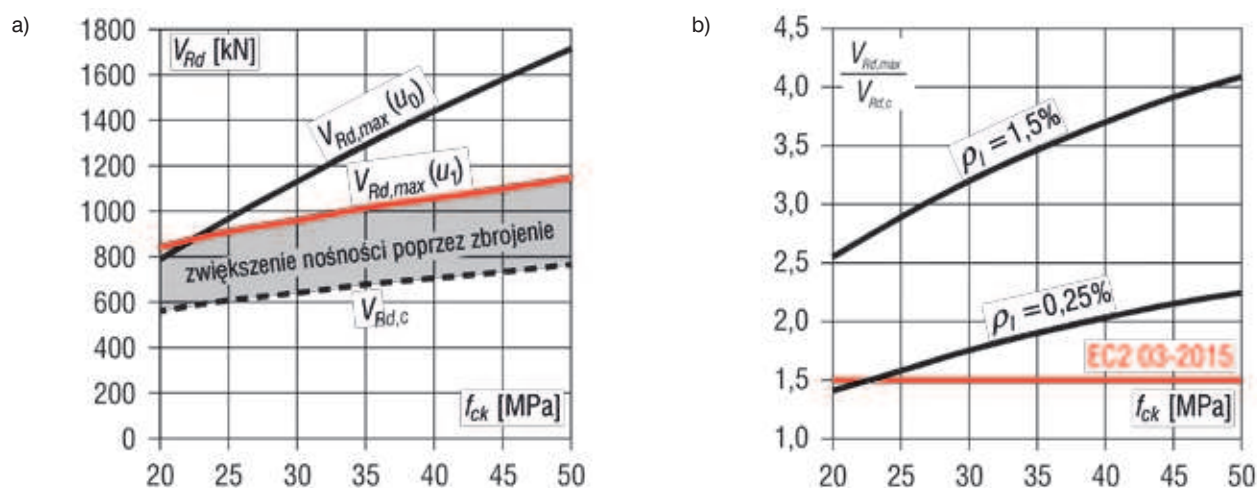 a)
V_Rd [kN]
1800
1600
1400
1200
1000
800
600
400
200
0
V_Rd,max (u_0)
V_Rd,max (u_1)
zwiększenie nośności poprzez zbrojenie
V_Rd,c
f_ck [MPa]
20 25 30 35 40 45 50
b)
V_Rd,max
V_Rd,c
4,5
4,0
3,5
3,0
2,5
2,0
1,5
1,0
ρ_l = 1,5%
ρ_l = 0,25%
EC2 03-2015
f_ck [MPa]
20 25 30 35 40 45 50